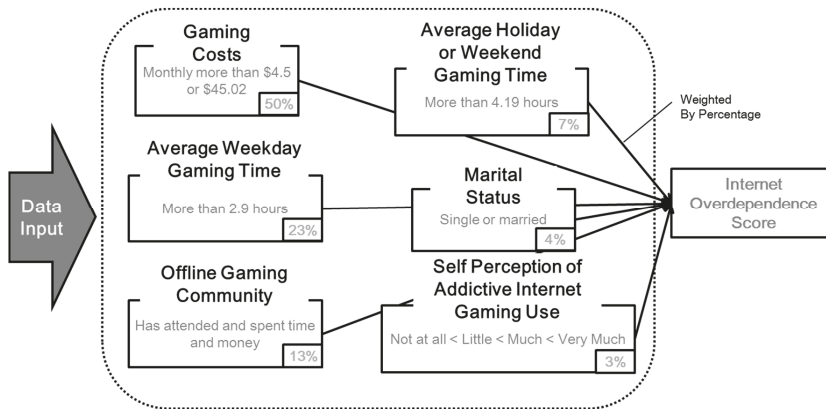 Data
Input
Gaming
Costs
Monthly more than $4.5
or $45.02
50%
Average Holiday
or Weekend
Gaming Time
More than 4.19 hours
7%
Weighted
By Percentage
Average Weekday
Gaming Time
More than 2.9 hours
23%
Marital
Status
Single or married
4%
Internet
Overdependence
Score
Offline Gaming
Community
Has attended and spent time
and money
13%
Self Perception of
Addictive Internet
Gaming Use
Not at all < Little < Much < Very Much
3%